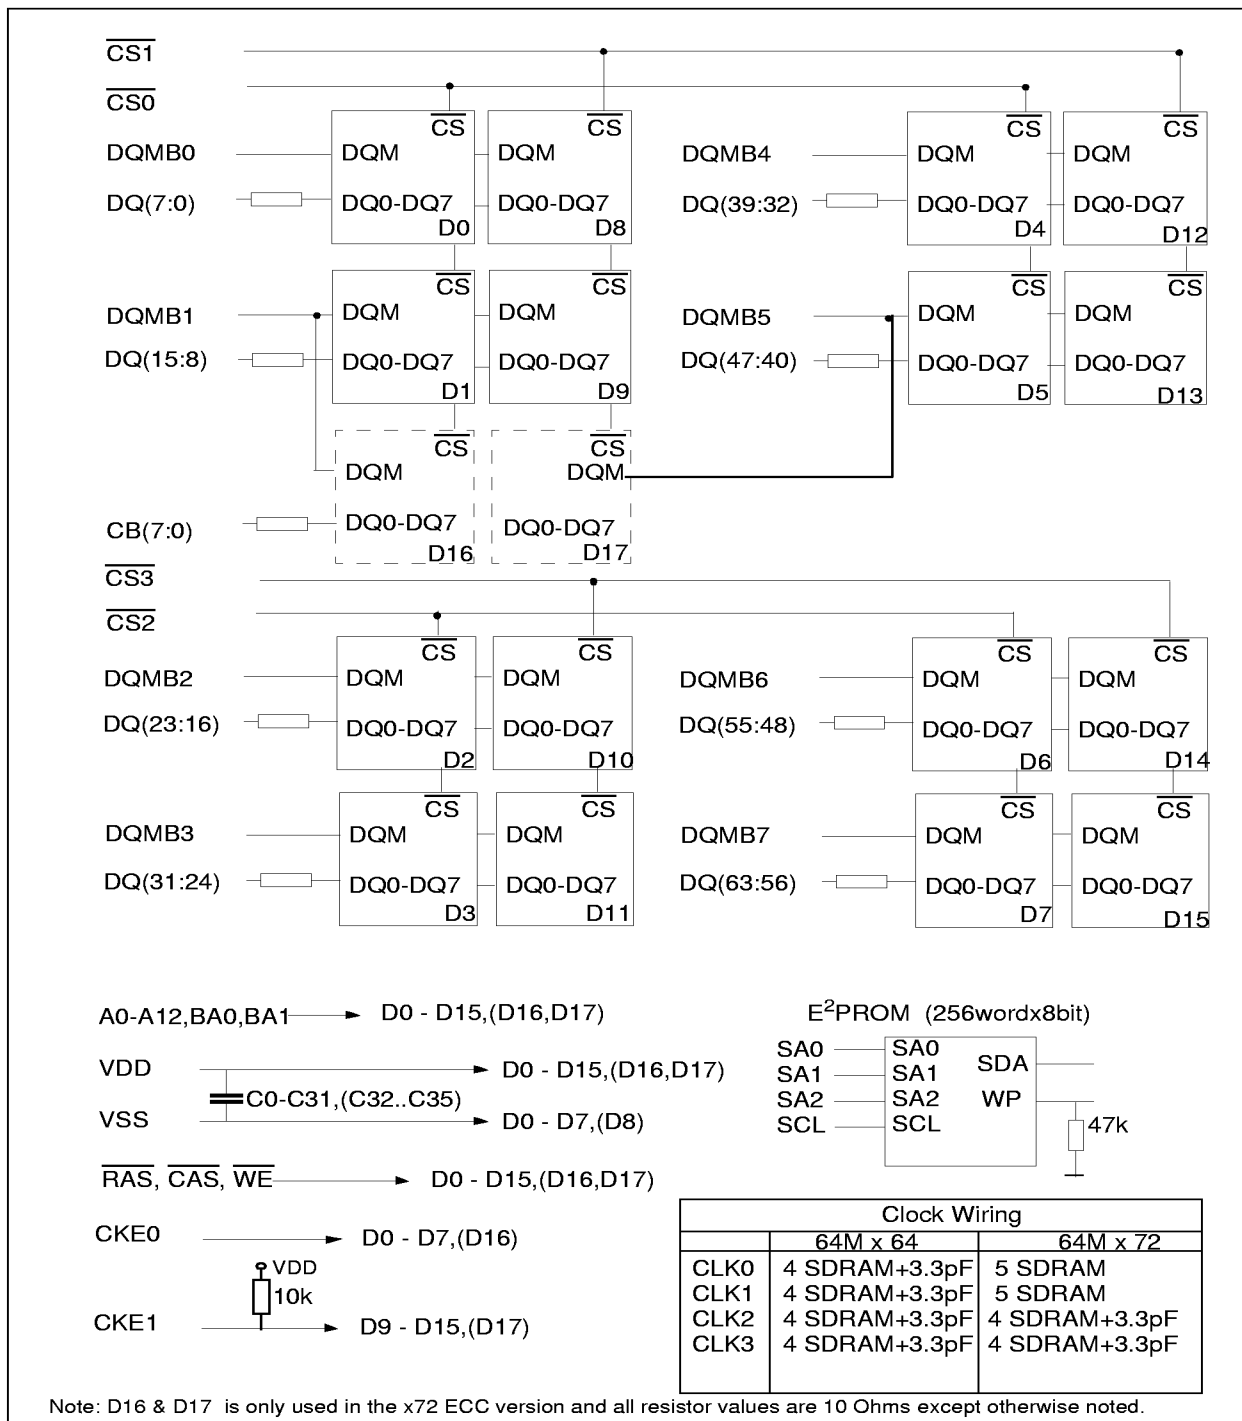 CS1
CS0
CS CS CS CS
DQMB0 DQM DQM DQMB4 DQM DQM
DQ(7:0) DQ0-DQ7 DQ0-DQ7 DQ(39:32) DQ0-DQ7 DQ0-DQ7
D0 D8 D4 D12
CS CS CS CS
DQMB1 DQM DQM DQMB5 DQM DQM
DQ(15:8) DQ0-DQ7 DQ0-DQ7 DQ(47:40) DQ0-DQ7 DQ0-DQ7
D1 D9 D5 D13
CS CS
DQM DQM
CB(7:0) DQ0-DQ7 DQ0-DQ7
D16 D17
CS3
CS2
CS CS CS CS
DQMB2 DQM DQM DQMB6 DQM DQM
DQ(23:16) DQ0-DQ7 DQ0-DQ7 DQ(55:48) DQ0-DQ7 DQ0-DQ7
D2 D10 D6 D14
CS CS CS CS
DQMB3 DQM DQM DQMB7 DQM DQM
DQ(31:24) DQ0-DQ7 DQ0-DQ7 DQ(63:56) DQ0-DQ7 DQ0-DQ7
D3 D11 D7 D15
A0-A12,BA0,BA1 D0 - D15,(D16,D17)
VDD D0 - D15,(D16,D17)
C0-C31,(C32..C35)
VSS D0 - D7,(D8)
RAS, CAS, WE D0 - D15,(D16,D17)
CKE0 D0 - D7,(D16)
VDD
10k
CKE1 D9 - D15,(D17)
E²PROM (256wordx8bit)
SA0 SA0 SDA
SA1 SA1
SA2 SA2 WP
SCL SCL 47k
Clock Wiring
64M x 64 64M x 72
CLK0 4 SDRAM+3.3pF 5 SDRAM
CLK1 4 SDRAM+3.3pF 5 SDRAM
CLK2 4 SDRAM+3.3pF 4 SDRAM+3.3pF
CLK3 4 SDRAM+3.3pF 4 SDRAM+3.3pF
Note: D16 & D17 is only used in the x72 ECC version and all resistor values are 10 Ohms except otherwise noted.